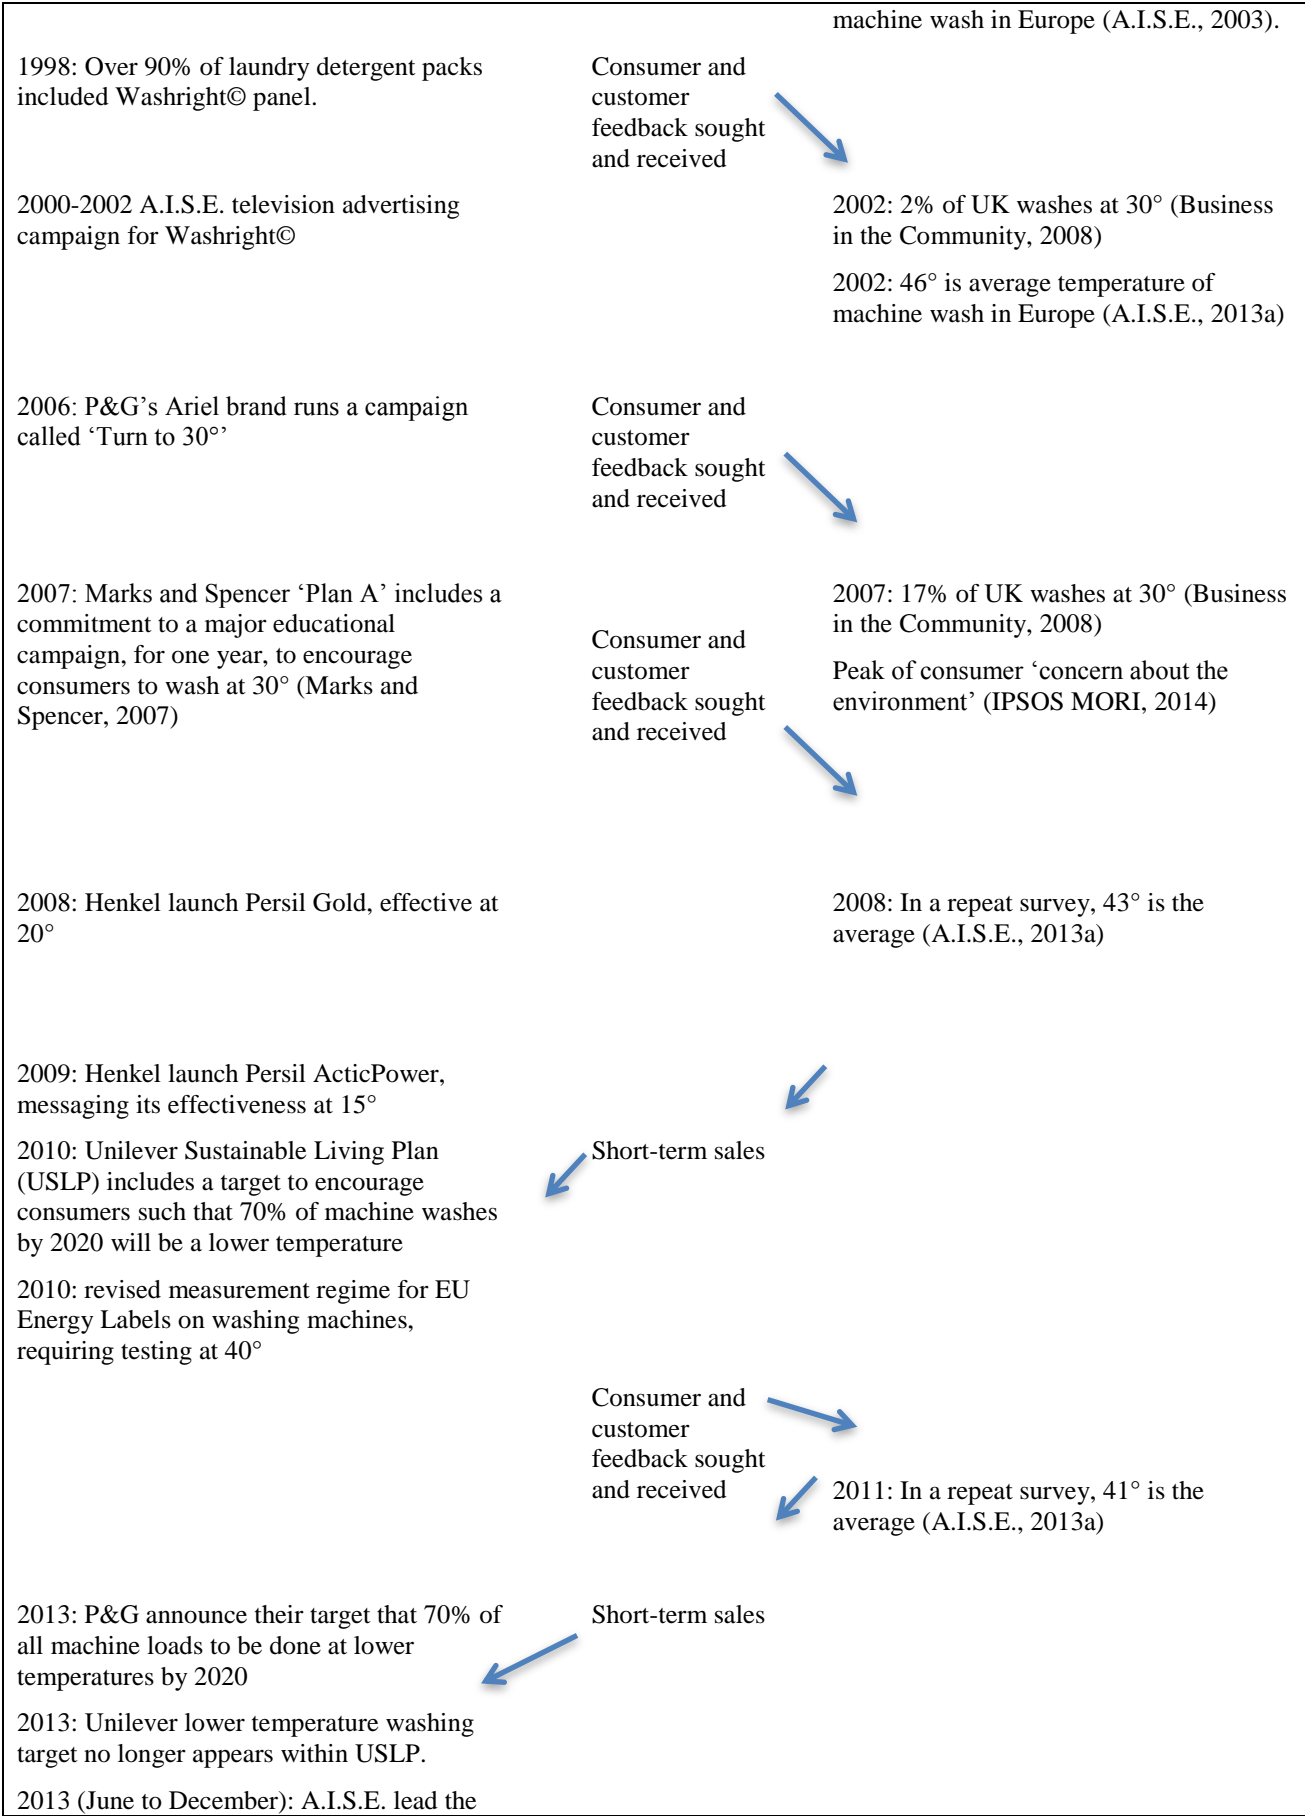 machine wash in Europe (A.I.S.E., 2003).
1998: Over 90% of laundry detergent packs
included Washright© panel.
Consumer and
customer
feedback sought
and received
2000-2002 A.I.S.E. television advertising
campaign for Washright©
2002: 2% of UK washes at 30° (Business
in the Community, 2008)
2002: 46° is average temperature of
machine wash in Europe (A.I.S.E., 2013a)
2006: P&G’s Ariel brand runs a campaign
called ‘Turn to 30°’
Consumer and
customer
feedback sought
and received
2007: Marks and Spencer ‘Plan A’ includes a
commitment to a major educational
campaign, for one year, to encourage
consumers to wash at 30° (Marks and
Spencer, 2007)
Consumer and
customer
feedback sought
and received
2007: 17% of UK washes at 30° (Business
in the Community, 2008)
Peak of consumer ‘concern about the
environment’ (IPSOS MORI, 2014)
2008: Henkel launch Persil Gold, effective at
20°
2008: In a repeat survey, 43° is the
average (A.I.S.E., 2013a)
2009: Henkel launch Persil ActicPower,
messaging its effectiveness at 15°
2010: Unilever Sustainable Living Plan
(USLP) includes a target to encourage
consumers such that 70% of machine washes
by 2020 will be a lower temperature
Short-term sales
2010: revised measurement regime for EU
Energy Labels on washing machines,
requiring testing at 40°
Consumer and
customer
feedback sought
and received
2011: In a repeat survey, 41° is the
average (A.I.S.E., 2013a)
2013: P&G announce their target that 70% of
all machine loads to be done at lower
temperatures by 2020
Short-term sales
2013: Unilever lower temperature washing
target no longer appears within USLP.
2013 (June to December): A.I.S.E. lead the